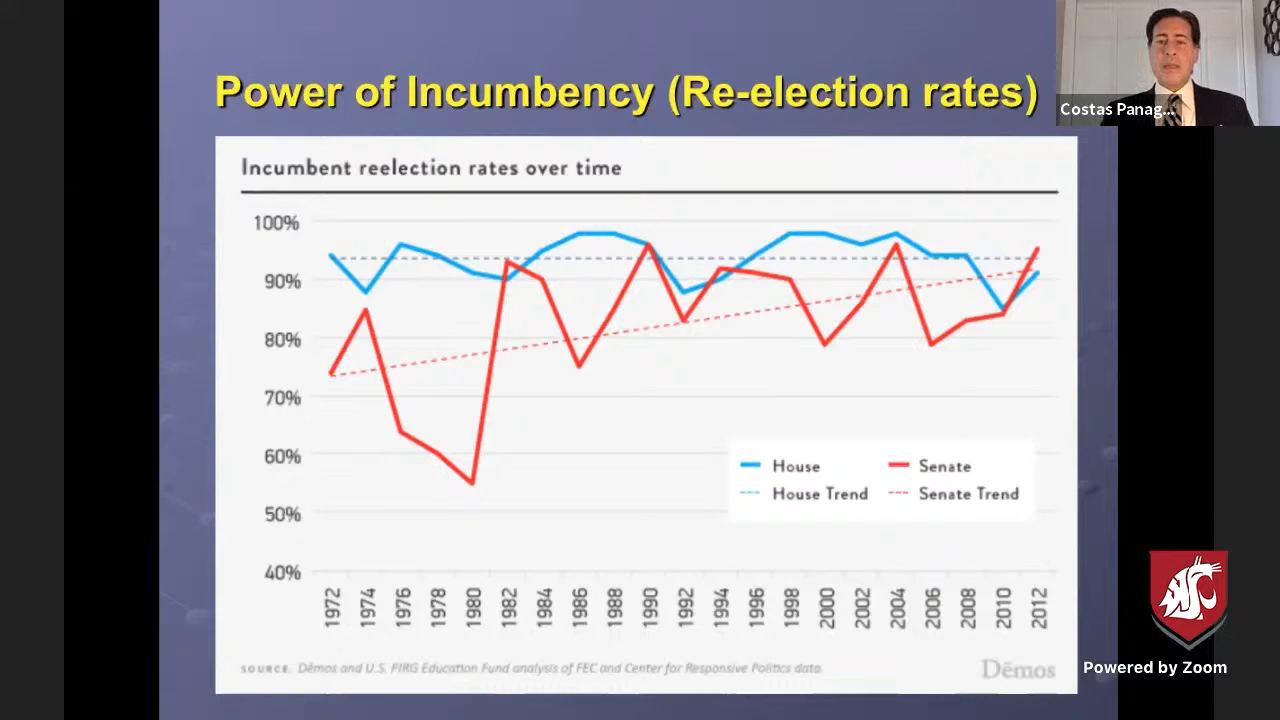 Power of Incumbency (Re-election rates)
Costas Panag...
Incumbent reelection rates over time
100%
90%
80%
70%
60%
50%
40%
House
Senate
House Trend
Senate Trend
1972 1974 1976 1978 1980 1982 1984 1986 1988 1990 1992 1994 1996 1998 2000 2002 2004 2006 2008 2010 2012
SOURCE. Dēmos and U.S. PIRG Education Fund analysis of FEC and Center for Responsive Politics data.
Dēmos
Powered by Zoom